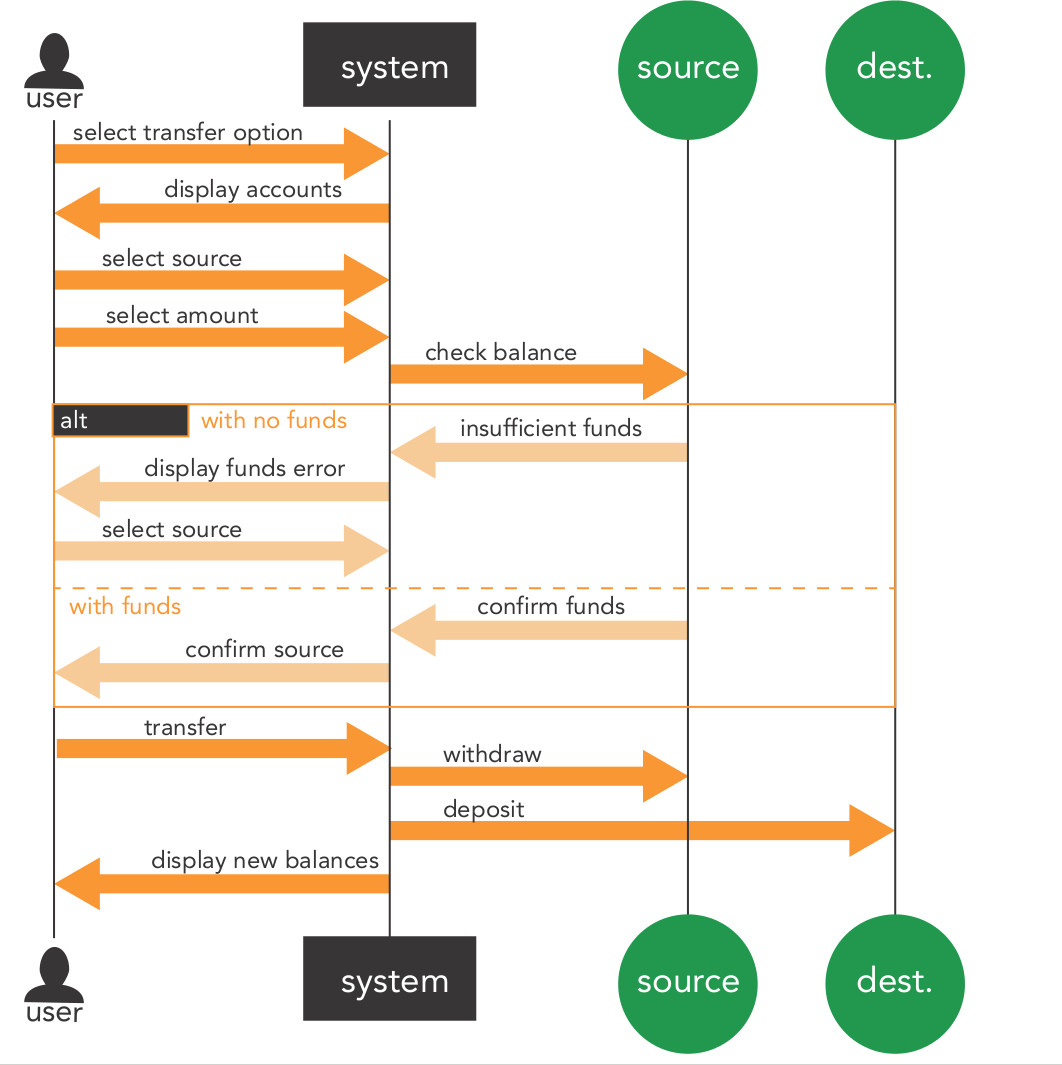 user
system
source
dest.
select transfer option
display accounts
select source
select amount
check balance
alt
with no funds
insufficient funds
display funds error
select source
with funds
confirm funds
confirm source
transfer
withdraw
deposit
display new balances
user
system
source
dest.